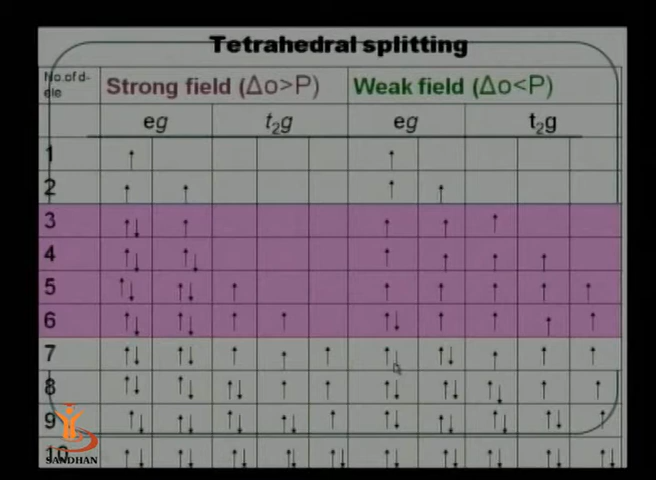 Tetrahedral splitting
No.of d-
ele
Strong field (Δo>P)
Weak field (Δo<P)
eg t₂g eg t₂g
1 ↑ ↑
2 ↑ ↑ ↑ ↑
3 ↑↓ ↑ ↑ ↑ ↑
4 ↑↓ ↑↓ ↑ ↑ ↑ ↑
5 ↑↓ ↑↓ ↑ ↑ ↑ ↑ ↑ ↑
6 ↑↓ ↑↓ ↑ ↑ ↑↓ ↑ ↑ ↑ ↑
7 ↑↓ ↑↓ ↑ ↑ ↑ ↑↓ ↑↓ ↑ ↑ ↑
8 ↑↓ ↑↓ ↑↓ ↑ ↑ ↑↓ ↑↓ ↑↓ ↑ ↑
9 ↑↓ ↑↓ ↑↓ ↑↓ ↑ ↑↓ ↑↓ ↑↓ ↑↓ ↑
10 ↑↓ ↑↓ ↑↓ ↑↓ ↑↓ ↑↓ ↑↓ ↑↓ ↑↓ ↑↓
SANDHAN